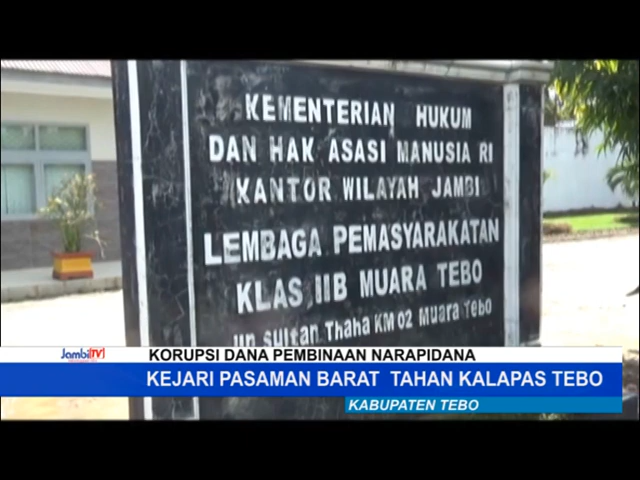 KEMENTERIAN HUKUM
DAN HAK ASASI MANUSIA RI
KANTOR WILAYAH JAMBI
LEMBAGA PEMASYARAKATAN
KLAS IIB MUARA TEBO
Jln Sultan Thaha KM 02 Muara Tebo
JambiTV
KORUPSI DANA PEMBINAAN NARAPIDANA
KEJARI PASAMAN BARAT TAHAN KALAPAS TEBO
KABUPATEN TEBO